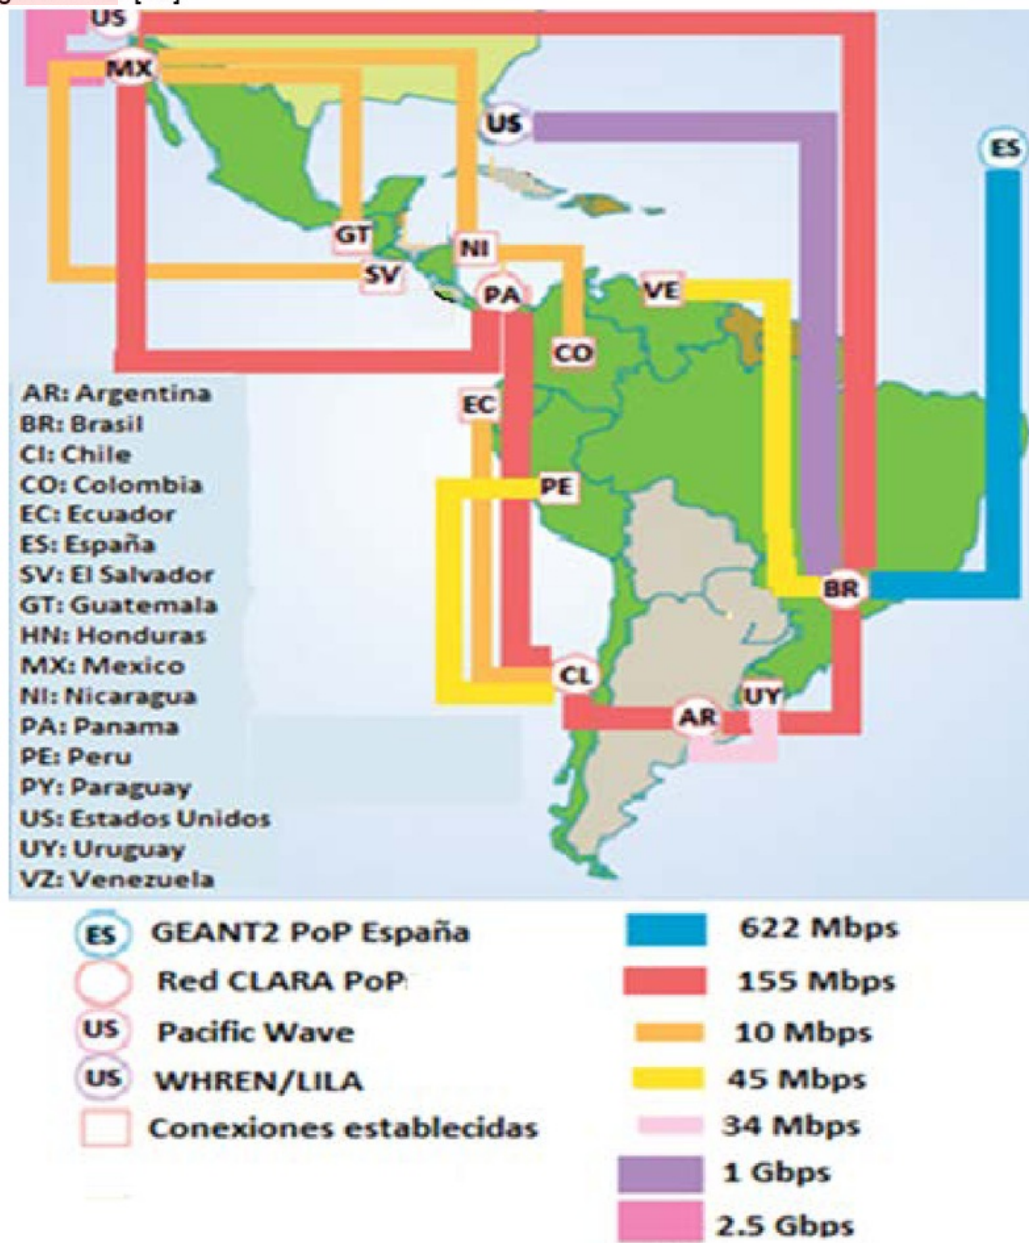 US
MX
US
ES
GT
NI
SV
PA
VE
CO
EC
PE
BR
CL
UY
AR
AR: Argentina
BR: Brasil
CI: Chile
CO: Colombia
EC: Ecuador
ES: España
SV: El Salvador
GT: Guatemala
HN: Honduras
MX: Mexico
NI: Nicaragua
PA: Panama
PE: Peru
PY: Paraguay
US: Estados Unidos
UY: Uruguay
VZ: Venezuela
ES GEANT2 PoP España
Red CLARA PoP
US Pacific Wave
US WHREN/LILA
Conexiones establecidas
622 Mbps
155 Mbps
10 Mbps
45 Mbps
34 Mbps
1 Gbps
2.5 Gbps